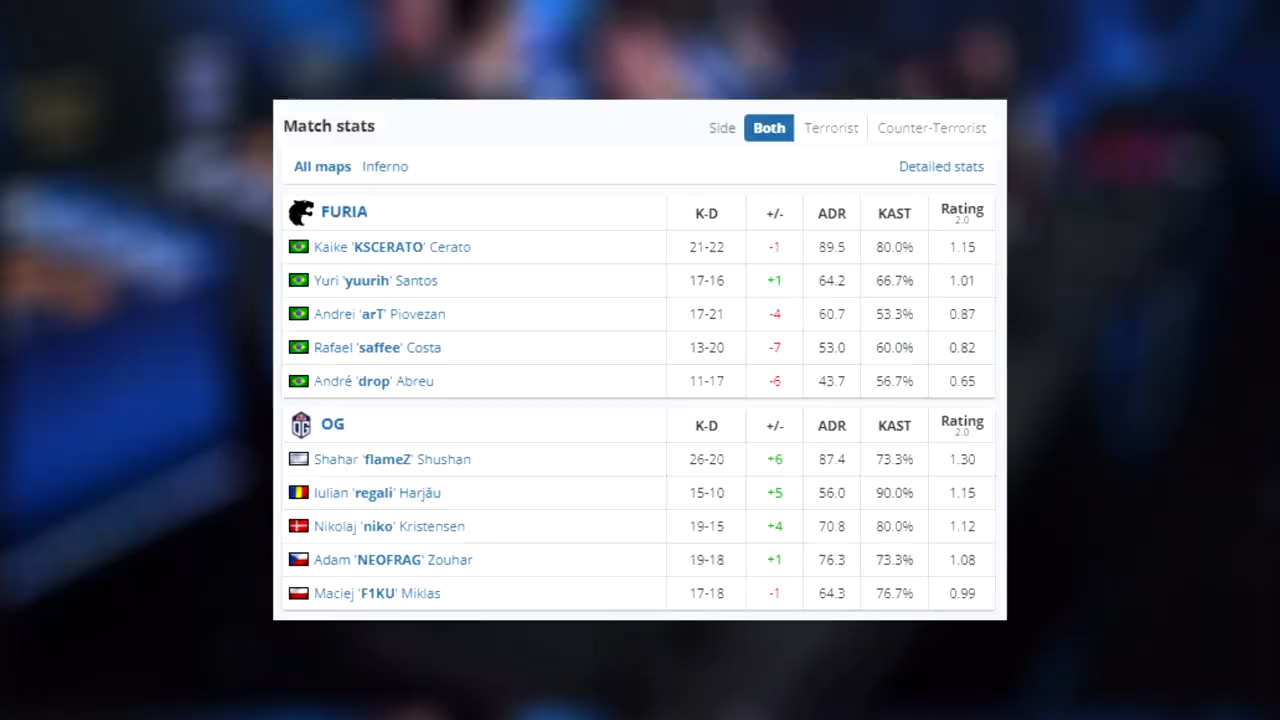 Match stats Side Both Terrorist Counter-Terrorist
All maps Inferno Detailed stats
FURIA K-D +/- ADR KAST Rating 2.0
Kaike 'KSCERATO' Cerato 21-22 -1 89.5 80.0% 1.15
Yuri 'yuurih' Santos 17-16 +1 64.2 66.7% 1.01
Andrei 'arT' Piovezan 17-21 -4 60.7 53.3% 0.87
Rafael 'saffee' Costa 13-20 -7 53.0 60.0% 0.82
André 'drop' Abreu 11-17 -6 43.7 56.7% 0.65
OG K-D +/- ADR KAST Rating 2.0
Shahar 'flameZ' Shushan 26-20 +6 87.4 73.3% 1.30
Iulian 'regali' Harjău 15-10 +5 56.0 90.0% 1.15
Nikolaj 'niko' Kristensen 19-15 +4 70.8 80.0% 1.12
Adam 'NEOFRAG' Zouhar 19-18 +1 76.3 73.3% 1.08
Maciej 'F1KU' Miklas 17-18 -1 64.3 76.7% 0.99